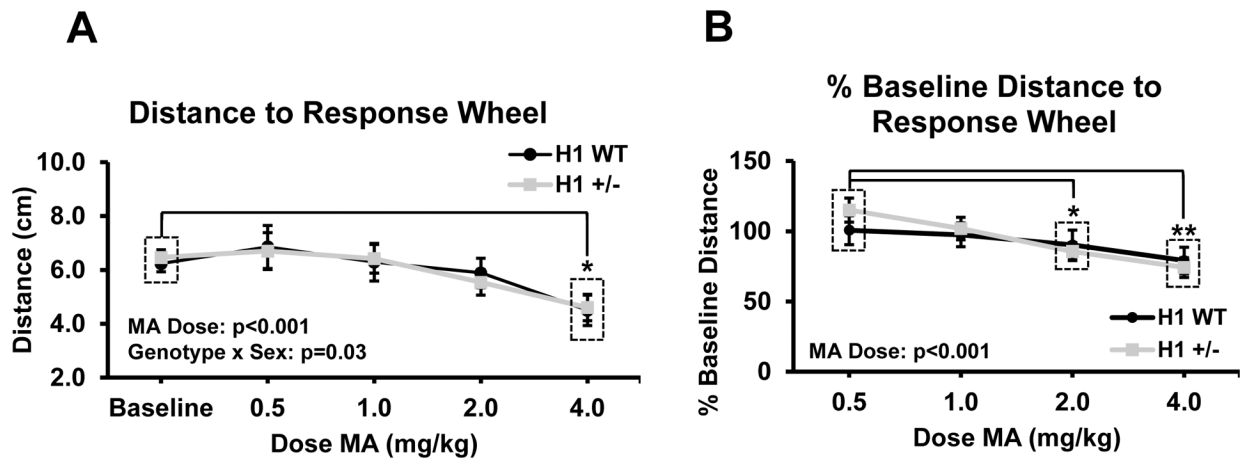 A
Distance to Response Wheel
H1 WT
H1 +/-
Distance (cm)
10.0
8.0
6.0
4.0
2.0
*
MA Dose: p<0.001
Genotype x Sex: p=0.03
Baseline 0.5 1.0 2.0 4.0
Dose MA (mg/kg)
B
% Baseline Distance to
Response Wheel
% Baseline Distance
150
100
50
0
*
**
H1 WT
H1 +/-
MA Dose: p<0.001
0.5 1.0 2.0 4.0
Dose MA (mg/kg)